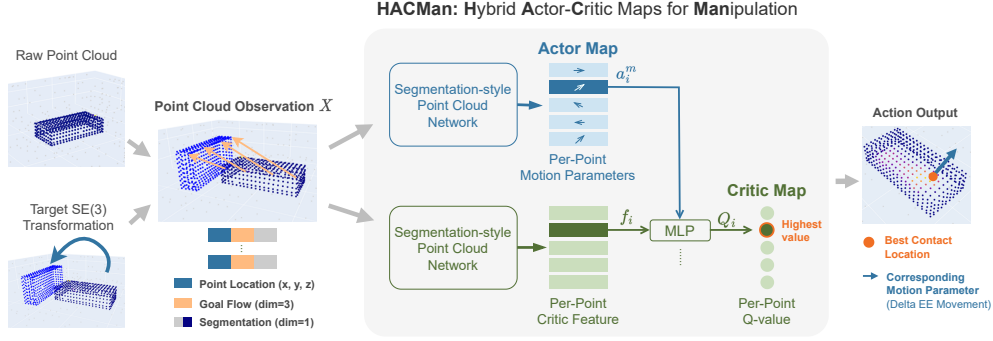 HACMan: Hybrid Actor-Critic Maps for Manipulation
Raw Point Cloud
Target SE(3)
Transformation
Point Cloud Observation X
Point Location (x, y, z)
Goal Flow (dim=3)
Segmentation (dim=1)
Segmentation-style
Point Cloud
Network
Actor Map
a_i^m
Per-Point
Motion Parameters
Segmentation-style
Point Cloud
Network
Per-Point
Critic Feature
f_i
MLP
Q_i
Critic Map
Highest
value
Per-Point
Q-value
Action Output
Best Contact
Location
Corresponding
Motion Parameter
(Delta EE Movement)